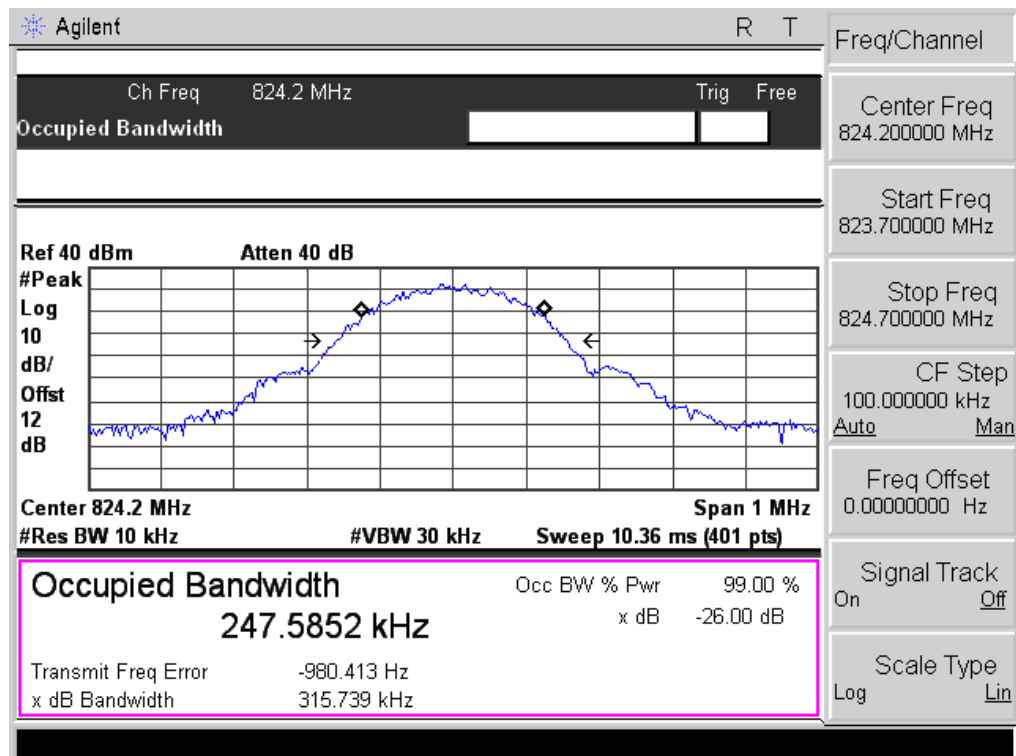 Agilent R T
Ch Freq 824.2 MHz Trig Free
Occupied Bandwidth
Ref 40 dBm Atten 40 dB
#Peak
Log
10
dB/
Offst
12
dB
Center 824.2 MHz Span 1 MHz
#Res BW 10 kHz #VBW 30 kHz Sweep 10.36 ms (401 pts)
Occupied Bandwidth
247.5852 kHz
Occ BW % Pwr 99.00 %
x dB -26.00 dB
Transmit Freq Error -980.413 Hz
x dB Bandwidth 315.739 kHz
Freq/Channel
Center Freq
824.200000 MHz
Start Freq
823.700000 MHz
Stop Freq
824.700000 MHz
CF Step
100.000000 kHz
Auto Man
Freq Offset
0.00000000 Hz
Signal Track
On Off
Scale Type
Log Lin